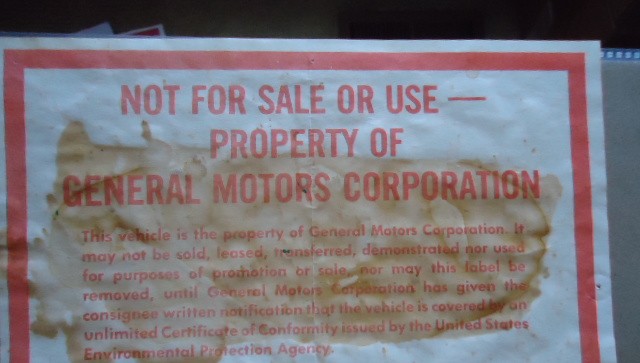 NOT FOR SALE OR USE —
PROPERTY OF
GENERAL MOTORS CORPORATION
This vehicle is the property of General Motors Corporation. It
may not be sold, leased, transferred, demonstrated nor used
for purposes of promotion or sale, nor may this label be
removed, until General Motors Corporation has given the
consignee written notification that the vehicle is covered by an
unlimited Certificate of Conformity issued by the United States
Environmental Protection Agency.